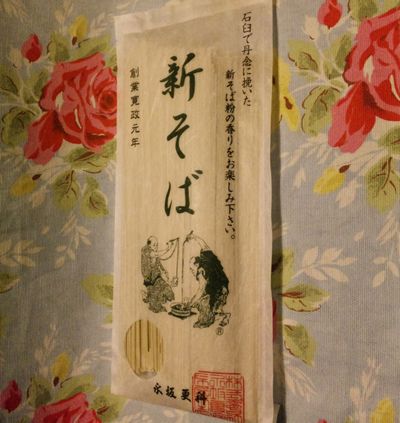 石臼で丹念に挽いた
新そば粉の香りをお楽しみ下さい。
新そば
創業寛政元年
永坂更科